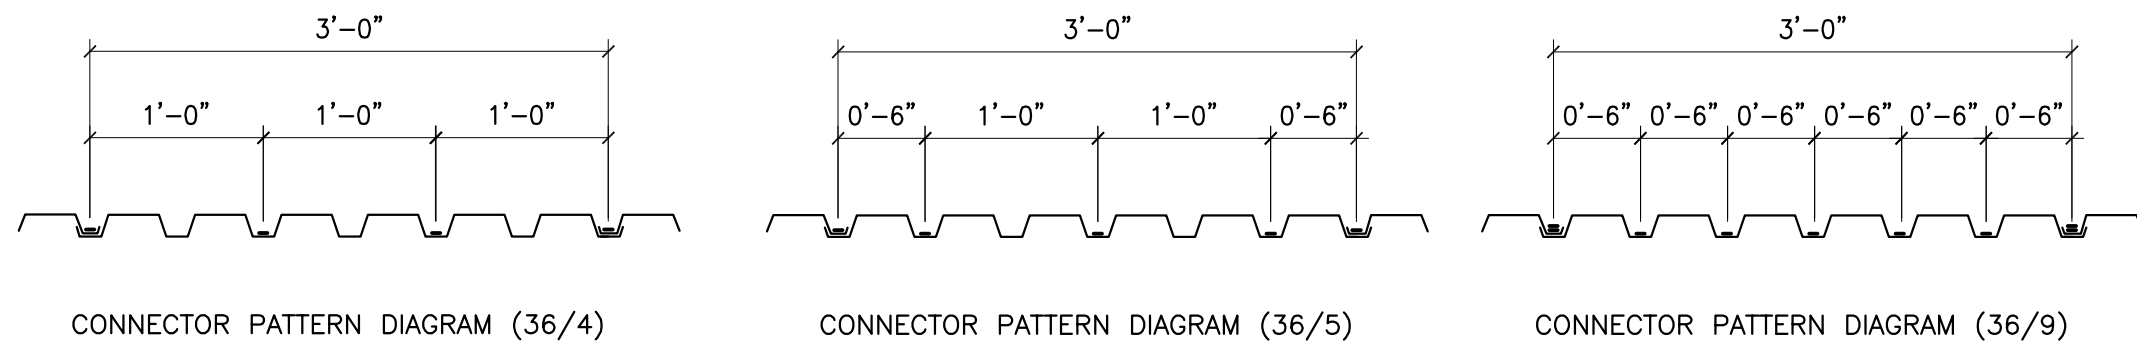 3'-0" 3'-0" 3'-0"
1'-0" 1'-0" 1'-0" 0'-6" 1'-0" 1'-0" 0'-6" 0'-6" 0'-6" 0'-6" 0'-6" 0'-6" 0'-6"
CONNECTOR PATTERN DIAGRAM (36/4) CONNECTOR PATTERN DIAGRAM (36/5) CONNECTOR PATTERN DIAGRAM (36/9)